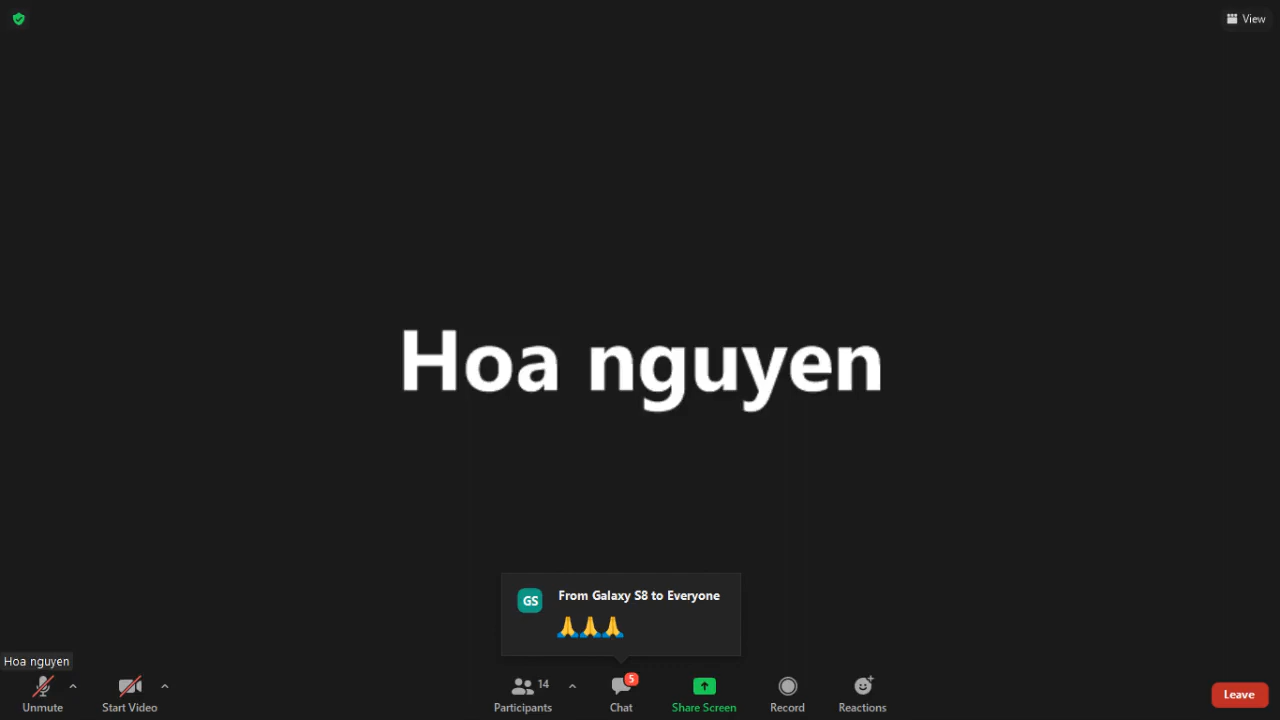 View
Hoa nguyen
GS
From Galaxy S8 to Everyone
🙏🙏🙏
Hoa nguyen
Unmute
Start Video
14
Participants
5
Chat
Share Screen
Record
Reactions
Leave